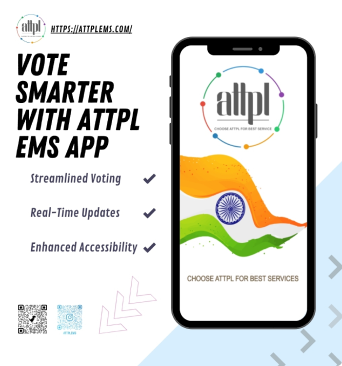 attpl
HTTPS://ATTPLEMS.COM/
VOTE
SMARTER
WITH ATTPL
EMS APP
Streamlined Voting
Real-Time Updates
Enhanced Accessibility
attpl
CHOOSE ATTPL FOR BEST SERVICE
CHOOSE ATTPL FOR BEST SERVICES